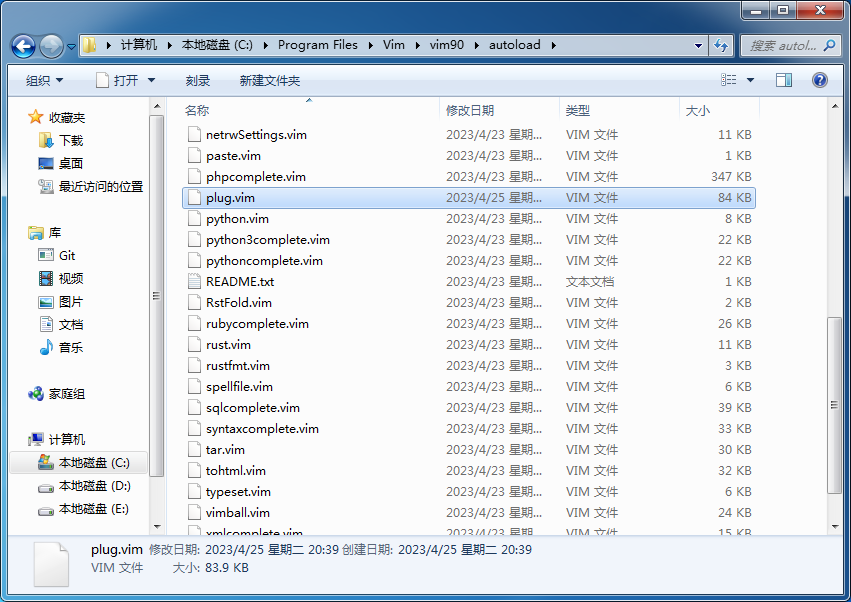 计算机 本地磁盘 (C:) Program Files Vim vim90 autoload 搜索 autol...
组织 打开 刻录 新建文件夹
名称 修改日期 类型 大小
收藏夹
下载
桌面
最近访问的位置
库
Git
视频
图片
文档
音乐
家庭组
计算机
本地磁盘 (C:)
本地磁盘 (D:)
本地磁盘 (E:)
netrwSettings.vim 2023/4/23 星期... VIM 文件 11 KB
paste.vim 2023/4/23 星期... VIM 文件 1 KB
phpcomplete.vim 2023/4/23 星期... VIM 文件 347 KB
plug.vim 2023/4/25 星期... VIM 文件 84 KB
python.vim 2023/4/23 星期... VIM 文件 8 KB
python3complete.vim 2023/4/23 星期... VIM 文件 22 KB
pythoncomplete.vim 2023/4/23 星期... VIM 文件 22 KB
README.txt 2023/4/23 星期... 文本文档 1 KB
RstFold.vim 2023/4/23 星期... VIM 文件 2 KB
rubycomplete.vim 2023/4/23 星期... VIM 文件 26 KB
rust.vim 2023/4/23 星期... VIM 文件 11 KB
rustfmt.vim 2023/4/23 星期... VIM 文件 3 KB
spellfile.vim 2023/4/23 星期... VIM 文件 6 KB
sqlcomplete.vim 2023/4/23 星期... VIM 文件 39 KB
syntaxcomplete.vim 2023/4/23 星期... VIM 文件 33 KB
tar.vim 2023/4/23 星期... VIM 文件 30 KB
tohtml.vim 2023/4/23 星期... VIM 文件 32 KB
typeset.vim 2023/4/23 星期... VIM 文件 6 KB
vimball.vim 2023/4/23 星期... VIM 文件 24 KB
xmlcomplete.vim 2023/4/23 星期... VIM 文件 15 KB
plug.vim 修改日期: 2023/4/25 星期二 20:39 创建日期: 2023/4/25 星期二 20:39
VIM 文件 大小: 83.9 KB